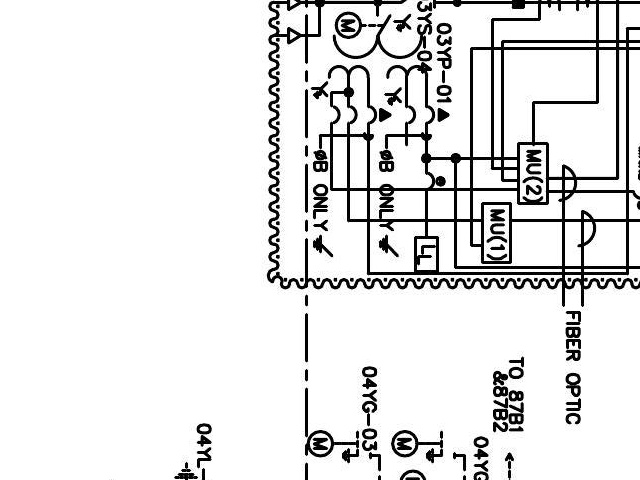 03YS-04
03YP-01
M
MU(2)
MU(1)
ØB ONLY
ØB ONLY
LL
FIBER OPTIC
TO 87B1
&87B2
04YG-03
04YG
04YL-
M
M